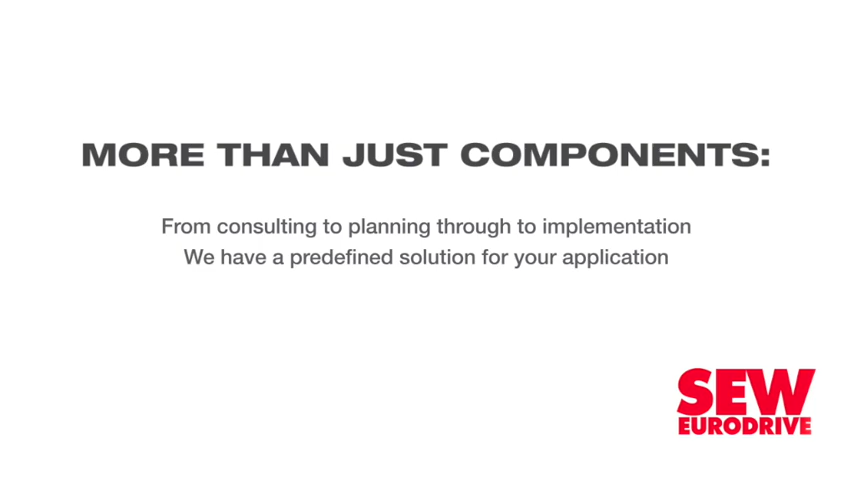 MORE THAN JUST COMPONENTS:
From consulting to planning through to implementation
We have a predefined solution for your application
SEW
EURODRIVE